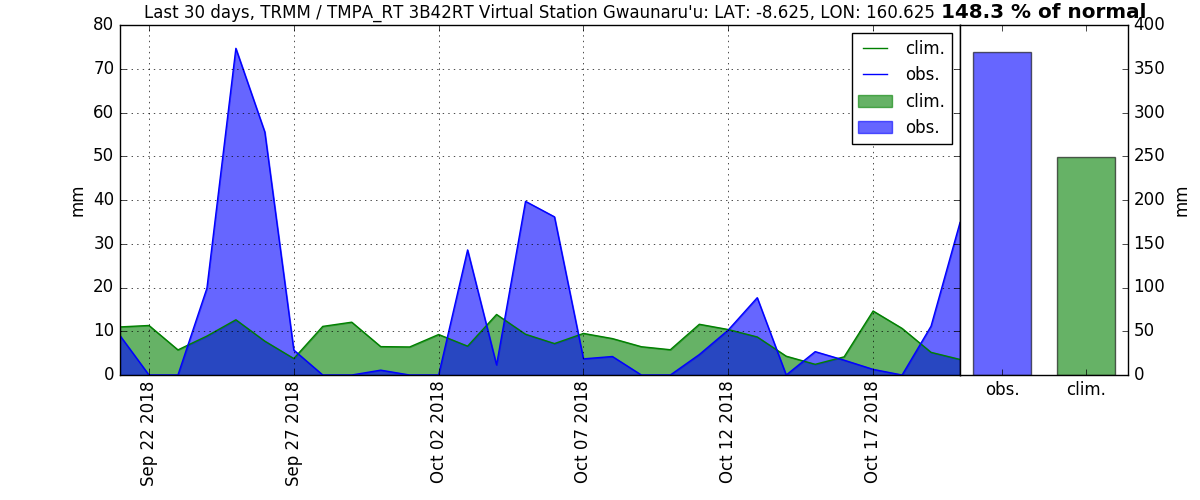 Last 30 days, TRMM / TMPA_RT 3B42RT Virtual Station Gwaunaru'u: LAT: -8.625, LON: 160.625 148.3 % of normal
80
70
60
50
40
30
20
10
0
mm
clim.
obs.
clim.
obs.
400
350
300
250
200
150
100
50
0
mm
obs.
clim.
Sep 22 2018
Sep 27 2018
Oct 02 2018
Oct 07 2018
Oct 12 2018
Oct 17 2018